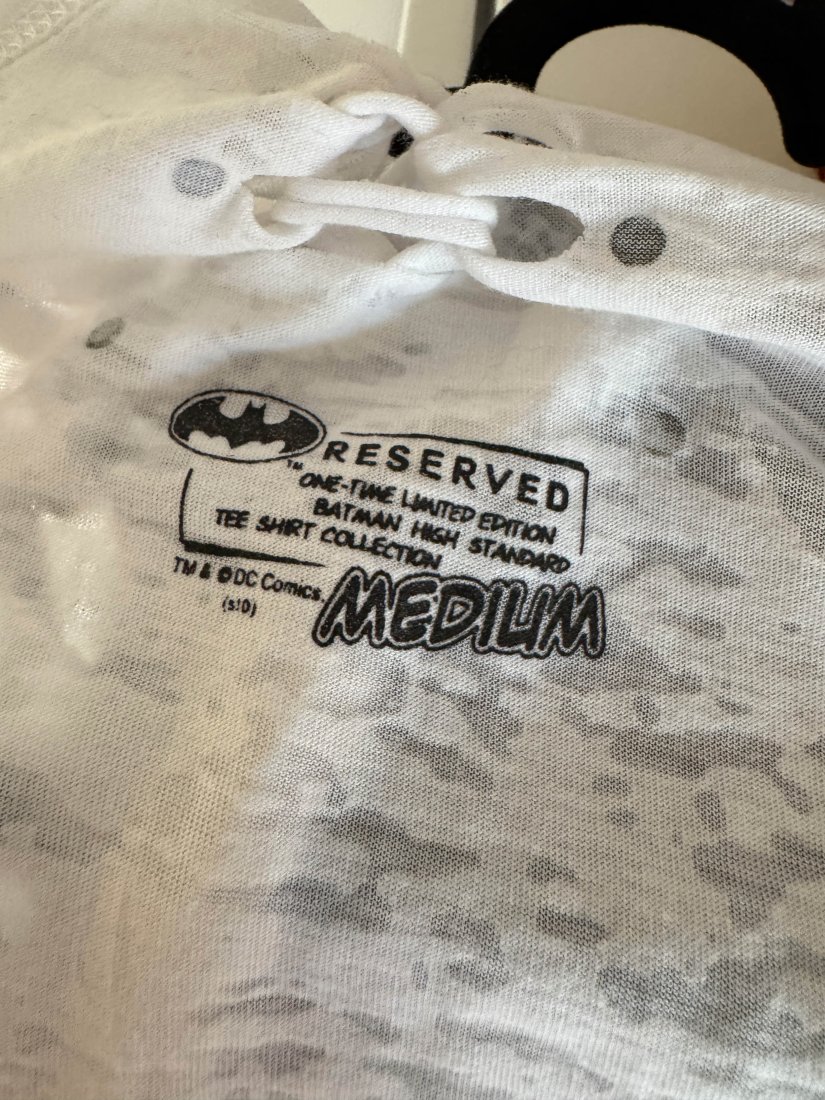 RESERVED
™
ONE-TIME LIMITED EDITION
BATMAN HIGH STANDARD
TEE SHIRT COLLECTION
TM & © DC Comics.
(s10)
MEDIUM